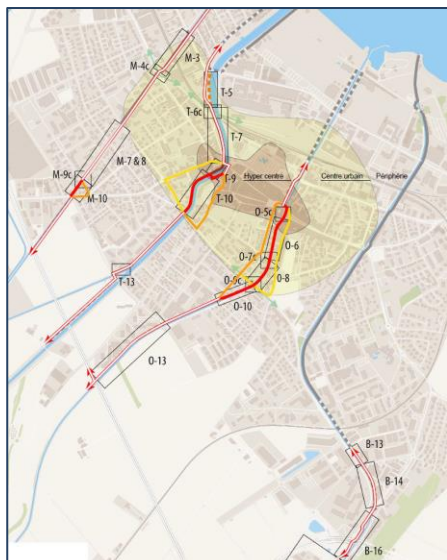 M-3
M-4c
T-5
T-6c
M-7 & 8
T-7
M-9c
T-9
Hyper centre
Centre urbain
Périphérie
M-10
T-10
O-5c
O-6
O-7c
T-13
O-8
O-10
O-13
B-13
B-14
B-16